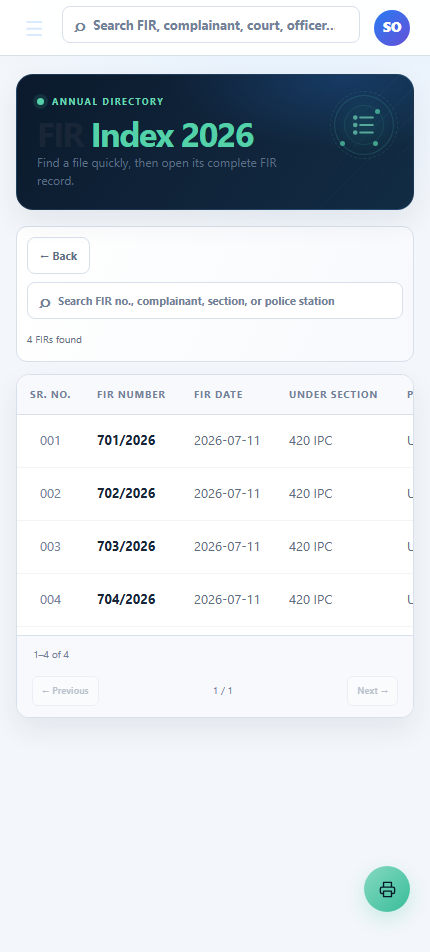 Search FIR, complainant, court, officer...
SO
ANNUAL DIRECTORY
FIR Index 2026
Find a file quickly, then open its complete FIR
record.
← Back
Search FIR no., complainant, section, or police station
4 FIRs found
SR. NO. FIR NUMBER FIR DATE UNDER SECTION P
001 701/2026 2026-07-11 420 IPC U
002 702/2026 2026-07-11 420 IPC U
003 703/2026 2026-07-11 420 IPC U
004 704/2026 2026-07-11 420 IPC U
1–4 of 4
← Previous 1 / 1 Next →